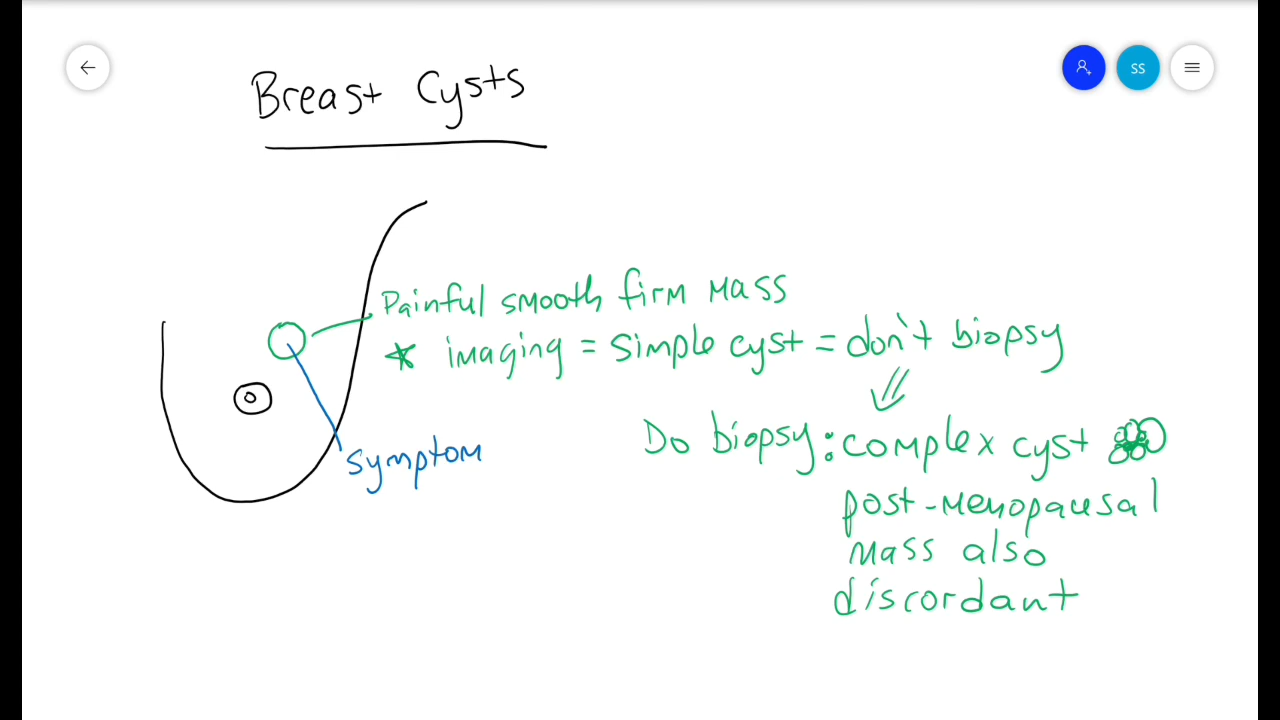 Breast Cysts
SS
Painful smooth firm mass
* imaging = simple cyst = don't biopsy
Do biopsy: complex cyst
post-menopausal
mass also
discordant
symptom